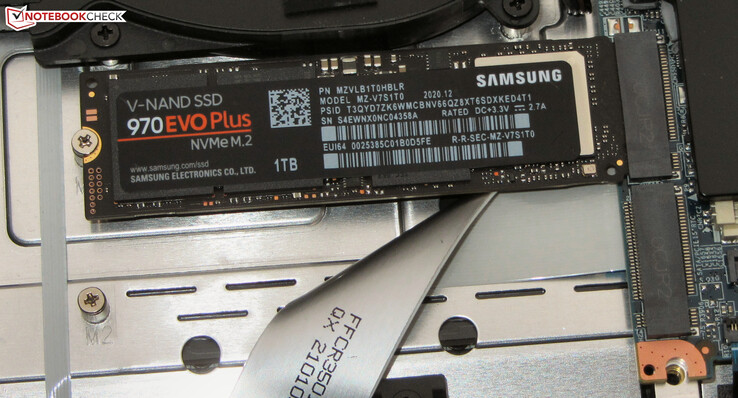 NOTEBOOKCHECK
V-NAND SSD
970 EVO Plus
NVMe M.2
www.samsung.com/ssd
SAMSUNG ELECTRONICS CO., LTD.
1TB
SAMSUNG
PN MZVLB1T0HBLR 2020.12
MODEL MZ-V7S1T0
PSID T3QYD7ZK6WMCBNV66QZ8XT6SDXKED4T1
SN S4EWNX0NC04358A RATED DC+3.3V ⎓ 2.7A
EUI64 0025385C01B0D5FE R-R-SEC-MZ-V7S1T0
M2